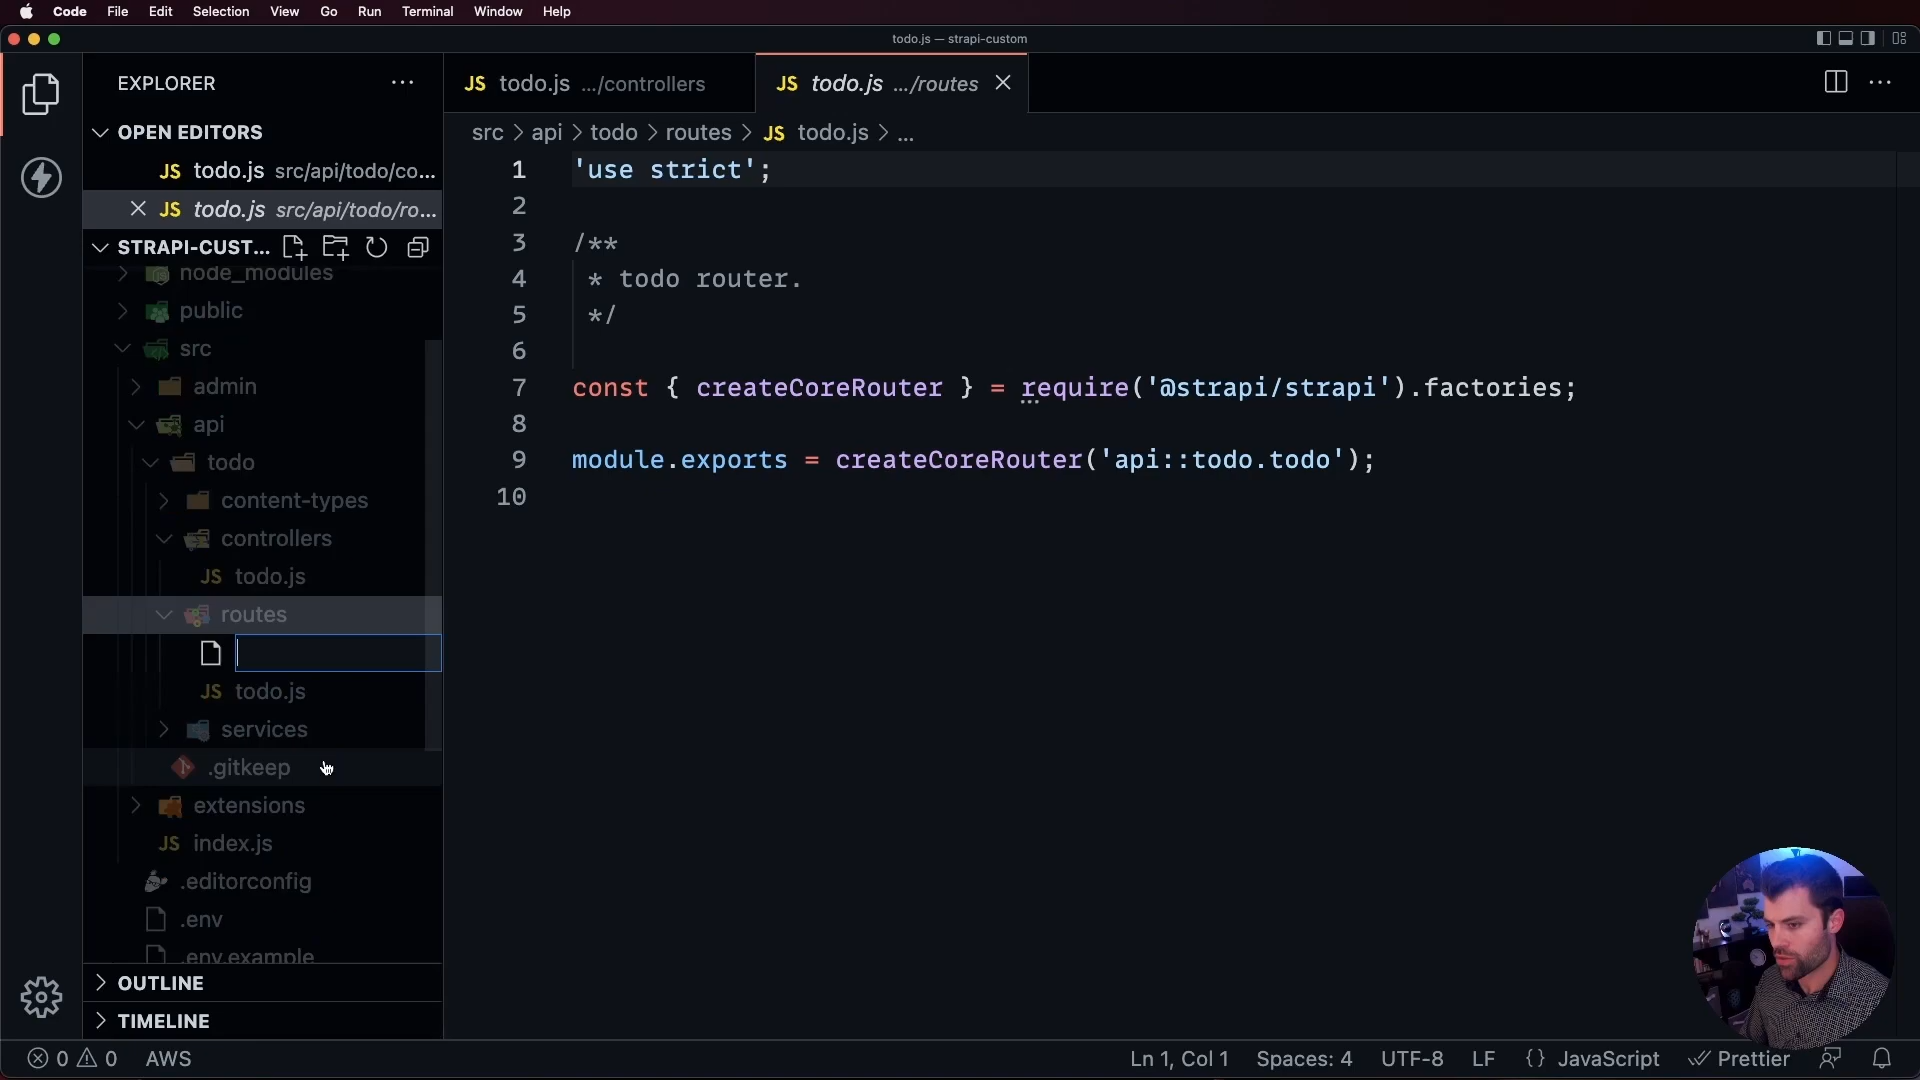 Code File Edit Selection View Go Run Terminal Window Help
todo.js — strapi-custom
EXPLORER
OPEN EDITORS
JS todo.js src/api/todo/co...
JS todo.js src/api/todo/ro...
STRAPI-CUST...
node_modules
public
src
admin
api
todo
content-types
controllers
JS todo.js
routes
JS todo.js
services
.gitkeep
extensions
JS index.js
.editorconfig
.env
.env.example
OUTLINE
TIMELINE
JS todo.js .../controllers
JS todo.js .../routes
src > api > todo > routes > JS todo.js > ...
1 'use strict';
2
3 /**
4 * todo router.
5 */
6
7 const { createCoreRouter } = require('@strapi/strapi').factories;
8
9 module.exports = createCoreRouter('api::todo.todo');
10
0 0 AWS
Ln 1, Col 1 Spaces: 4 UTF-8 LF {} JavaScript Prettier